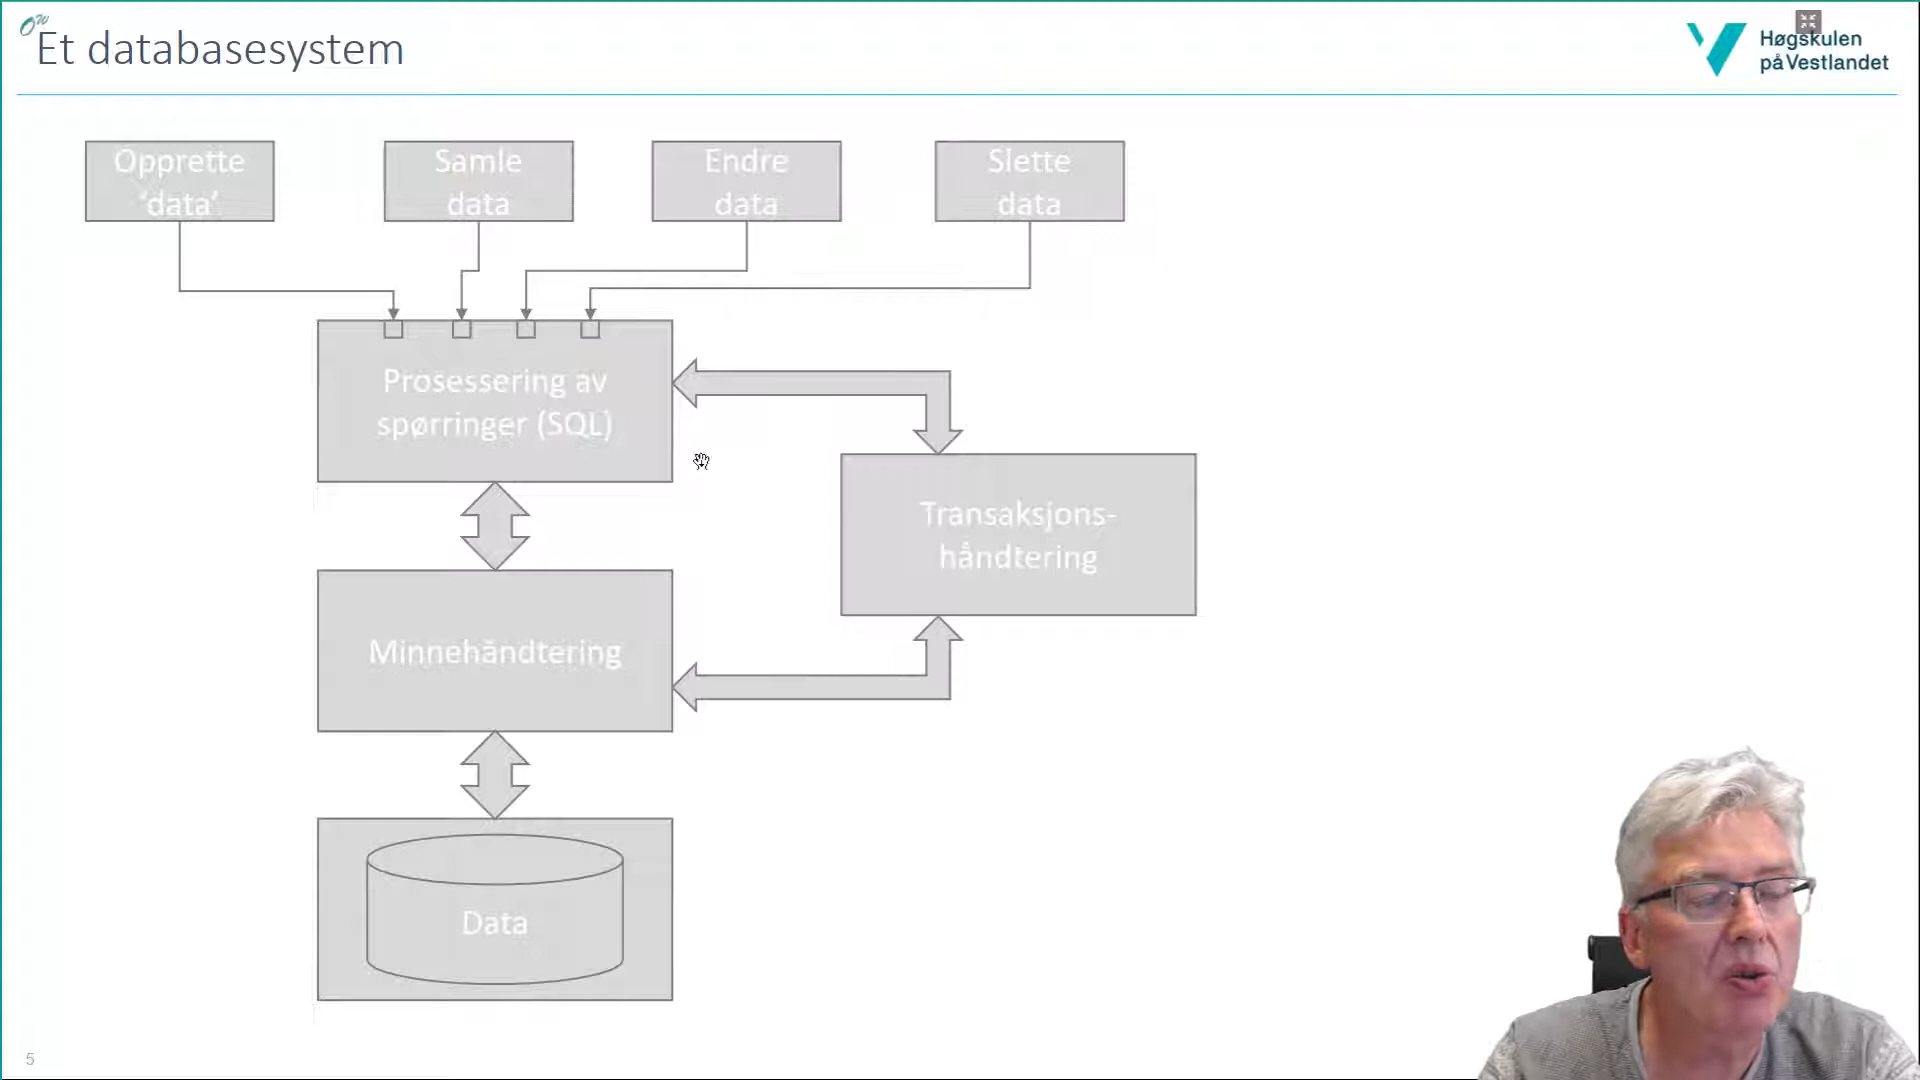 OW
Et databasesystem
Høgskulen
på Vestlandet
Opprette
'data'
Samle
data
Endre
data
Slette
data
Prosessering av
spørringer (SQL)
Transaksjons-
håndtering
Minnehåndtering
Data
5